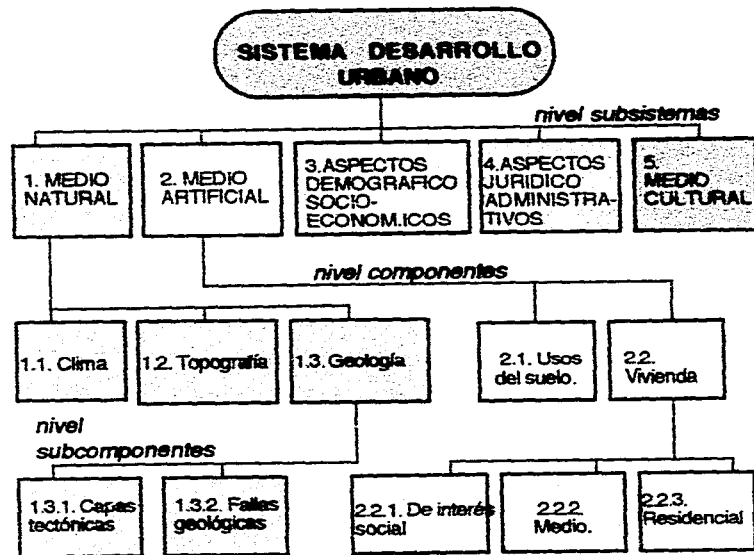 SISTEMA DESARROLLO
URBANO
nivel subsistemas
1. MEDIO
NATURAL
2. MEDIO
ARTIFICIAL
3.ASPECTOS
DEMOGRAFICO
SOCIO-
ECONOM.ICOS
4.ASPECTOS
JURIDICO
ADMINISTRA-
TIVOS
5.
MEDIO
CULTURAL
nivel componentes
1.1. Clima
1.2. Topografía
1.3. Geología
2.1. Usos
del suelo.
2.2.
Vivienda
nivel
subcomponentes
1.3.1. Capas
tectónicas
1.3.2. Fallas
geológicas
2.2.1. De interés
social
2.2.2
Medio.
2.2.3.
Residencial